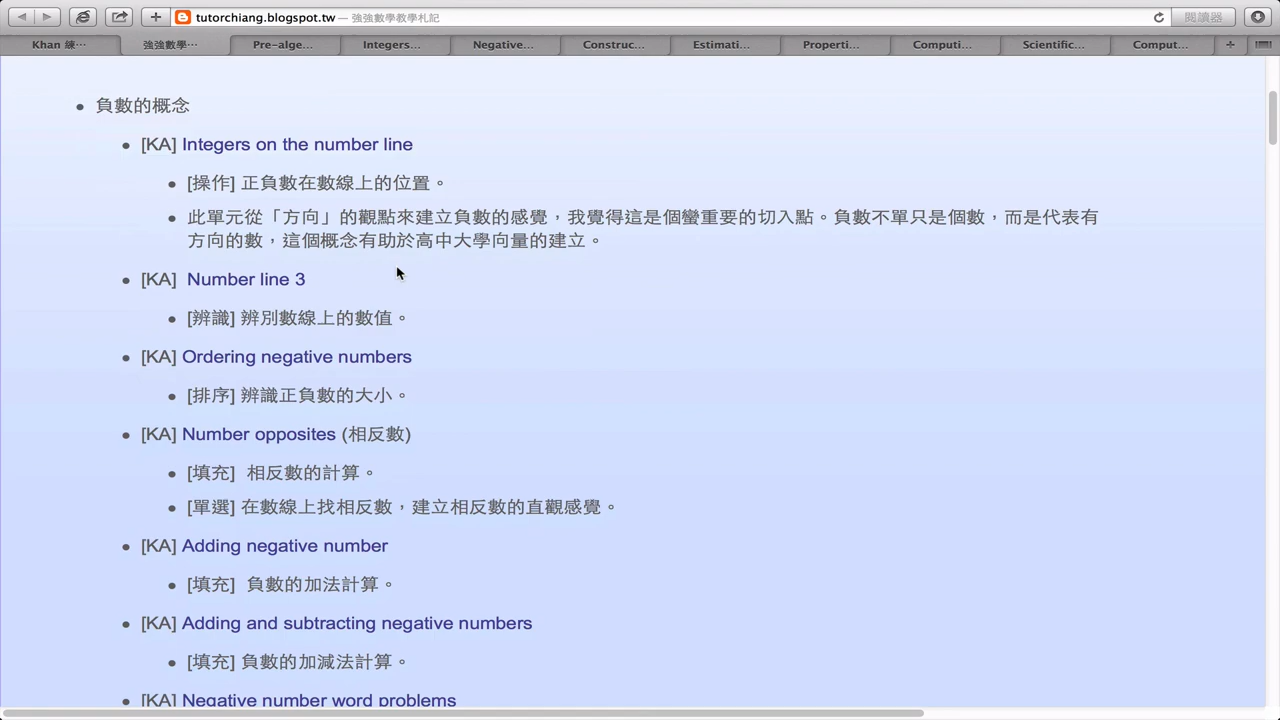 tutorchiang.blogspot.tw — 強強數學教學札記
閱讀器
Khan 練⋯
強強數學⋯
Pre-alge...
Integers...
Negative...
Construc...
Estimati...
Properti...
Computi...
Scientific...
Comput...
• 負數的概念
• [KA] Integers on the number line
• [操作] 正負數在數線上的位置。
• 此單元從「方向」的觀點來建立負數的感覺，我覺得這是個蠻重要的切入點。負數不單只是個數，而是代表有
方向的數，這個概念有助於高中大學向量的建立。
• [KA] Number line 3
• [辨識] 辨別數線上的數值。
• [KA] Ordering negative numbers
• [排序] 辨識正負數的大小。
• [KA] Number opposites (相反數)
• [填充] 相反數的計算。
• [單選] 在數線上找相反數，建立相反數的直觀感覺。
• [KA] Adding negative number
• [填充] 負數的加法計算。
• [KA] Adding and subtracting negative numbers
• [填充] 負數的加減法計算。
• [KA] Negative number word problems